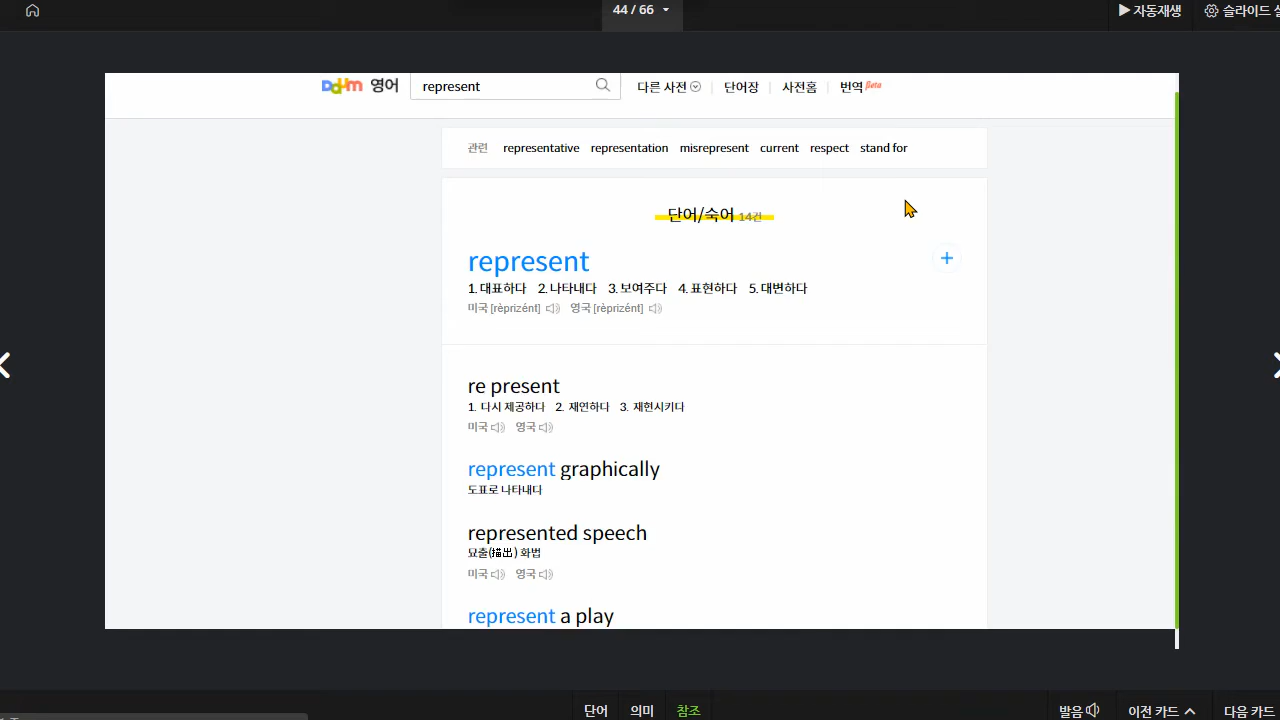 44 / 66
자동재생 슬라이드
Daum 영어 represent 다른 사전 단어장 사전홈 번역 Beta
관련 representative representation misrepresent current respect stand for
단어/숙어 14건
represent
1. 대표하다 2. 나타내다 3. 보여주다 4. 표현하다 5. 대변하다
미국 [rèprizént] 영국 [rèprizént]
re present
1. 다시 제공하다 2. 재연하다 3. 재현시키다
미국 영국
represent graphically
도표로 나타내다
represented speech
묘출(描出) 화법
미국 영국
represent a play
단어 의미 참조 발음 이전 카드 다음 카드